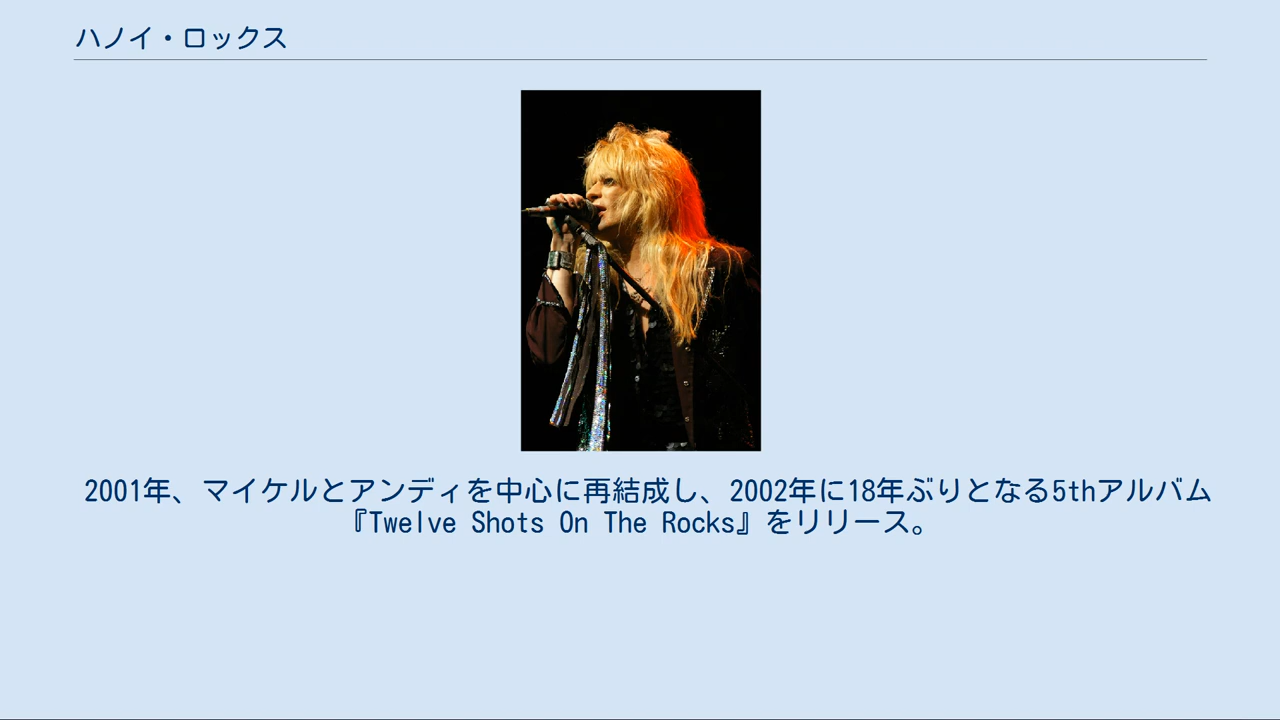 ハノイ・ロックス
2001年、マイケルとアンディを中心に再結成し、2002年に18年ぶりとなる5thアルバム
『Twelve Shots On The Rocks』をリリース。